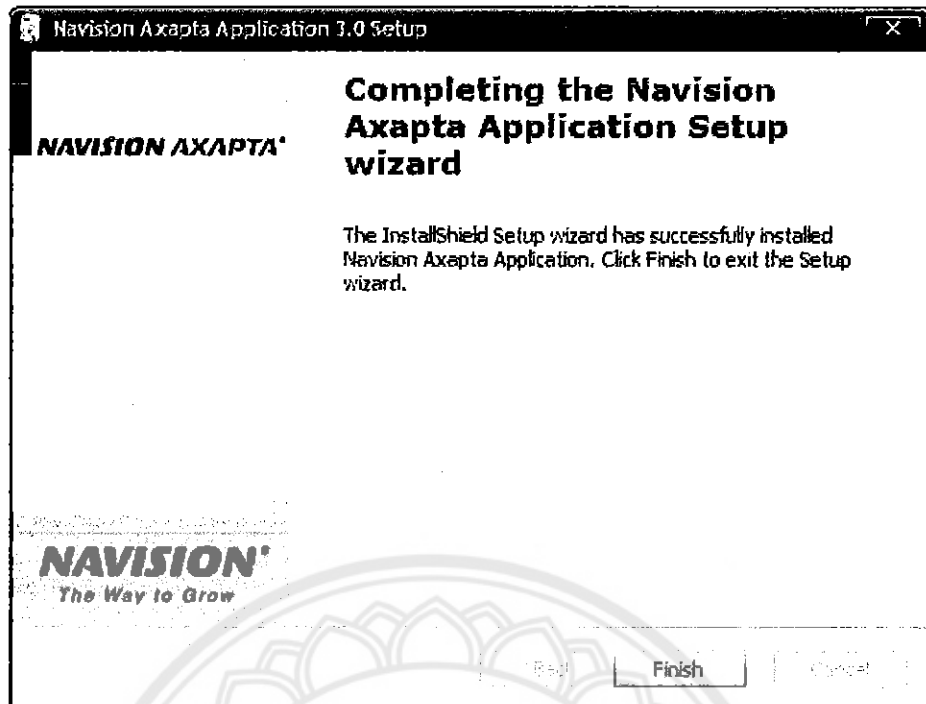 Navision Axapta Application 3.0 Setup
NAVISION AXAPTA
Completing the Navision
Axapta Application Setup
wizard
The InstallShield Setup wizard has successfully installed
Navision Axapta Application. Click Finish to exit the Setup
wizard.
NAVISION
The Way to Grow
Finish
Cancel